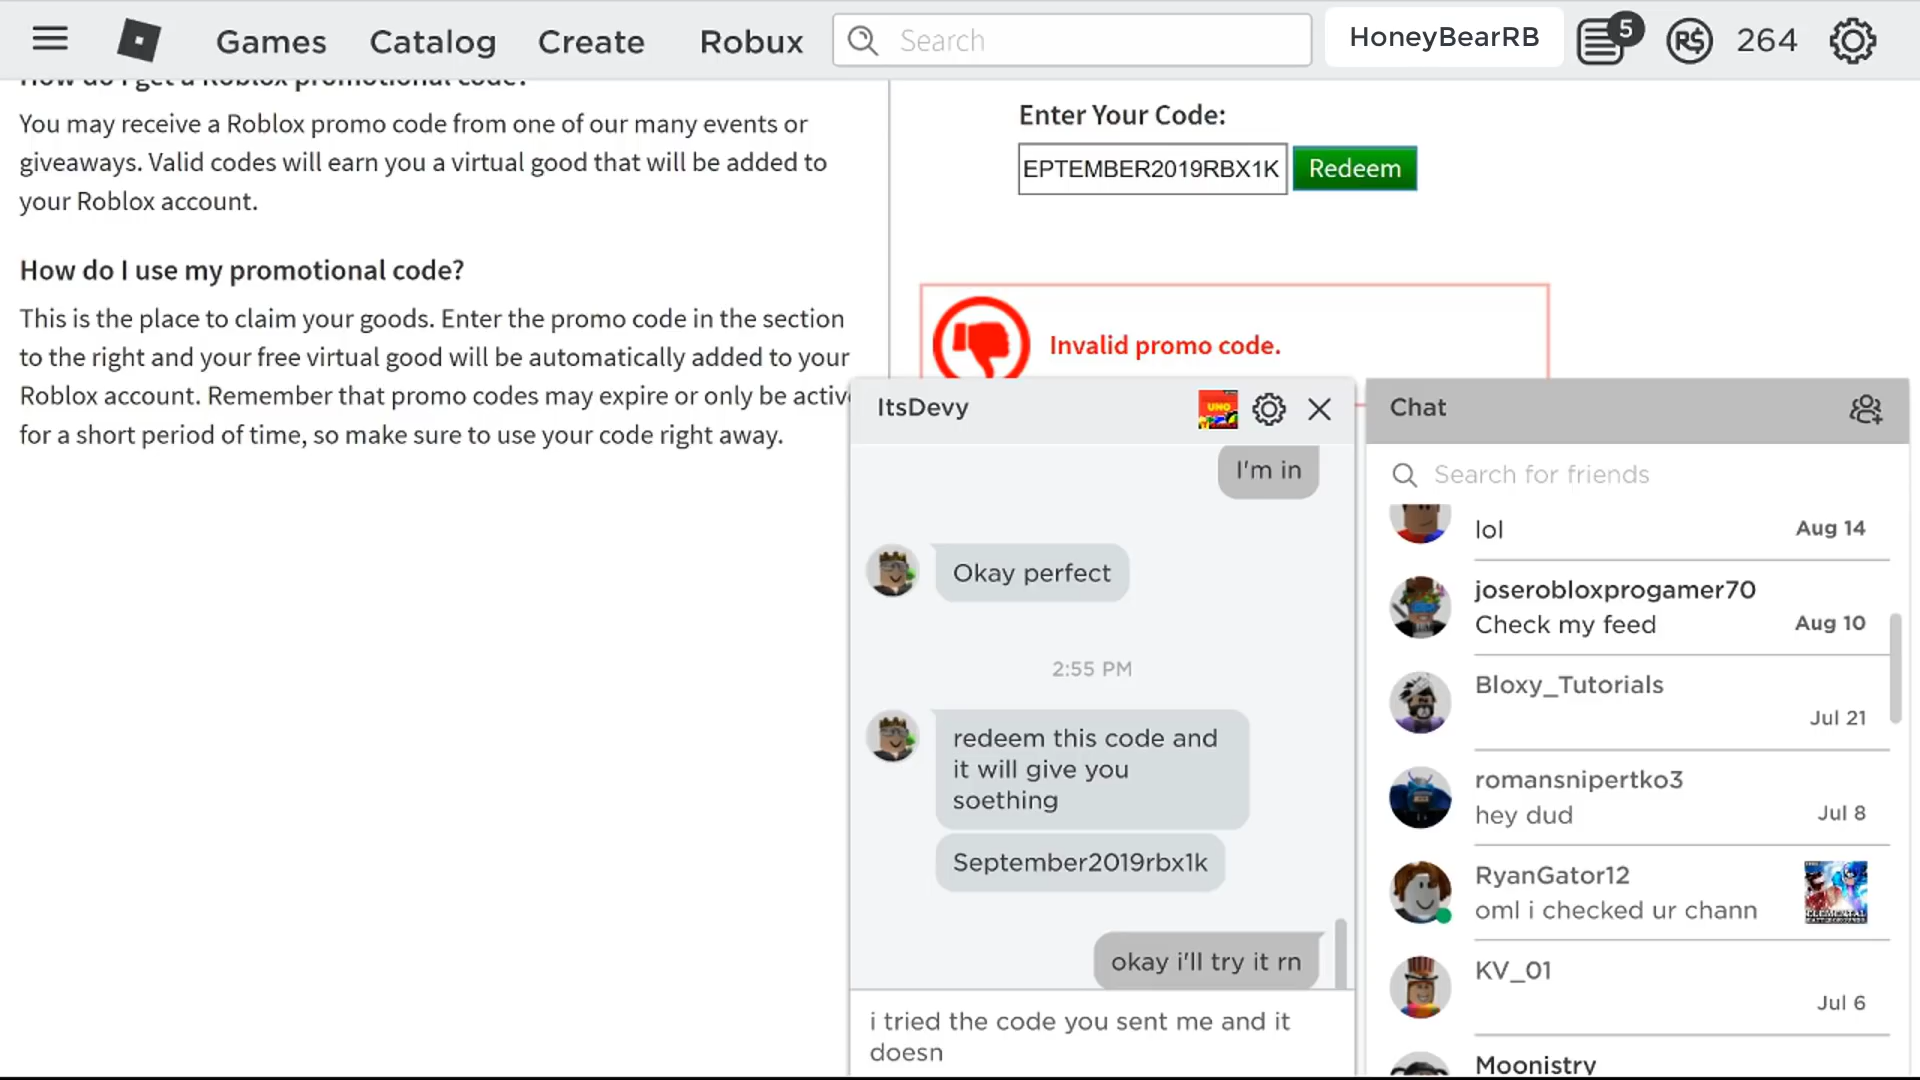 Games Catalog Create Robux Search HoneyBearRB 5 R$ 264
How do I get a Roblox promotional code?
You may receive a Roblox promo code from one of our many events or
giveaways. Valid codes will earn you a virtual good that will be added to
your Roblox account.
How do I use my promotional code?
This is the place to claim your goods. Enter the promo code in the section
to the right and your free virtual good will be automatically added to your
Roblox account. Remember that promo codes may expire or only be activ
for a short period of time, so make sure to use your code right away.
Enter Your Code:
EPTEMBER2019RBX1K Redeem
Invalid promo code.
ItsDevy
UNO
I'm in
Okay perfect
2:55 PM
redeem this code and
it will give you
soething
September2019rbx1k
okay i'll try it rn
i tried the code you sent me and it
doesn
Chat
Search for friends
lol Aug 14
joserobloxprogamer70
Check my feed Aug 10
Bloxy_Tutorials
Jul 21
romansnipertko3
hey dud Jul 8
RyanGator12
oml i checked ur chann
ELEMENTAL
KV_01
Jul 6
Moonistry